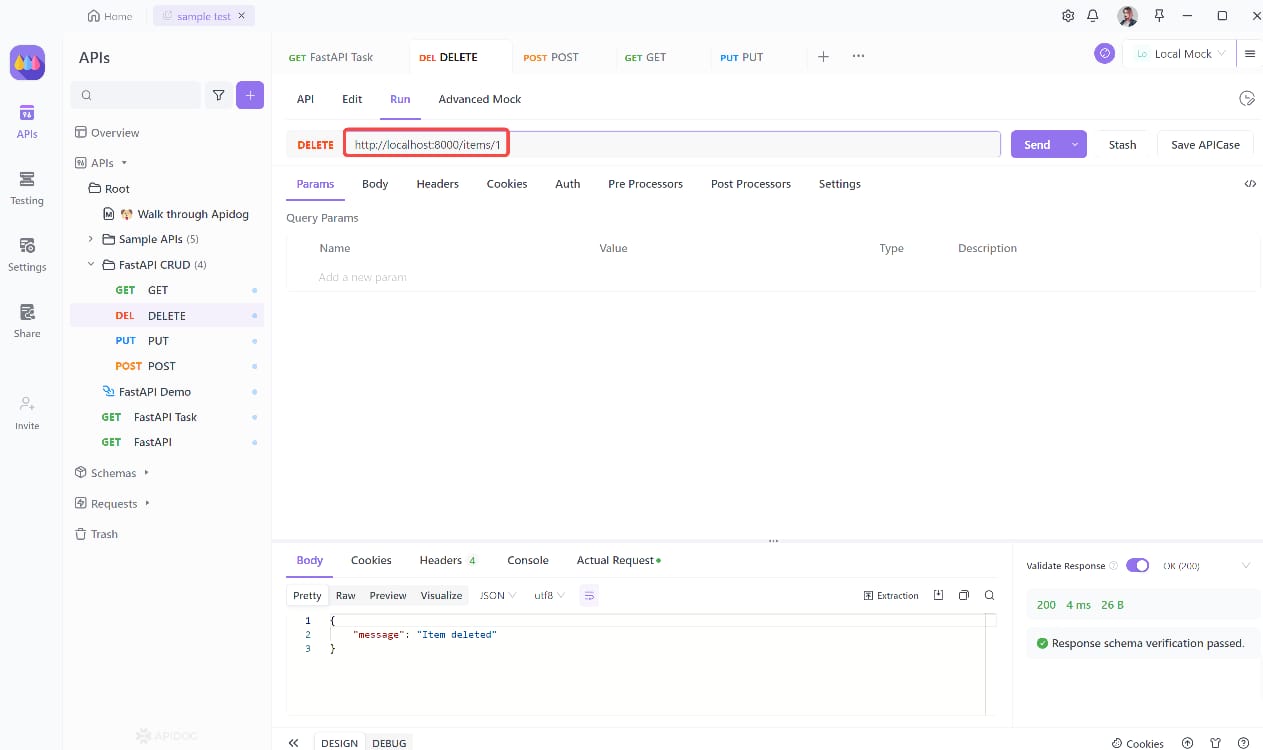 Home
sample test
APIs
GET FastAPI Task
DEL DELETE
POST POST
GET GET
PUT PUT
Lo Local Mock
API Edit Run Advanced Mock
DELETE http://localhost:8000/items/1
Send
Stash
Save APICase
Params Body Headers Cookies Auth Pre Processors Post Processors Settings
Query Params
Name Value Type Description
Add a new param
APIs
Testing
Settings
Share
Invite
Overview
APIs
Root
Walk through Apidog
Sample APIs (5)
FastAPI CRUD (4)
GET GET
DEL DELETE
PUT PUT
POST POST
FastAPI Demo
GET FastAPI Task
GET FastAPI
Schemas
Requests
Trash
APIDOG
Body Cookies Headers 4 Console Actual Request
Pretty Raw Preview Visualize JSON utf8
Extraction
1 {
2 "message": "Item deleted"
3 }
Validate Response OK (200)
200 4 ms 26 B
Response schema verification passed.
DESIGN DEBUG
Cookies